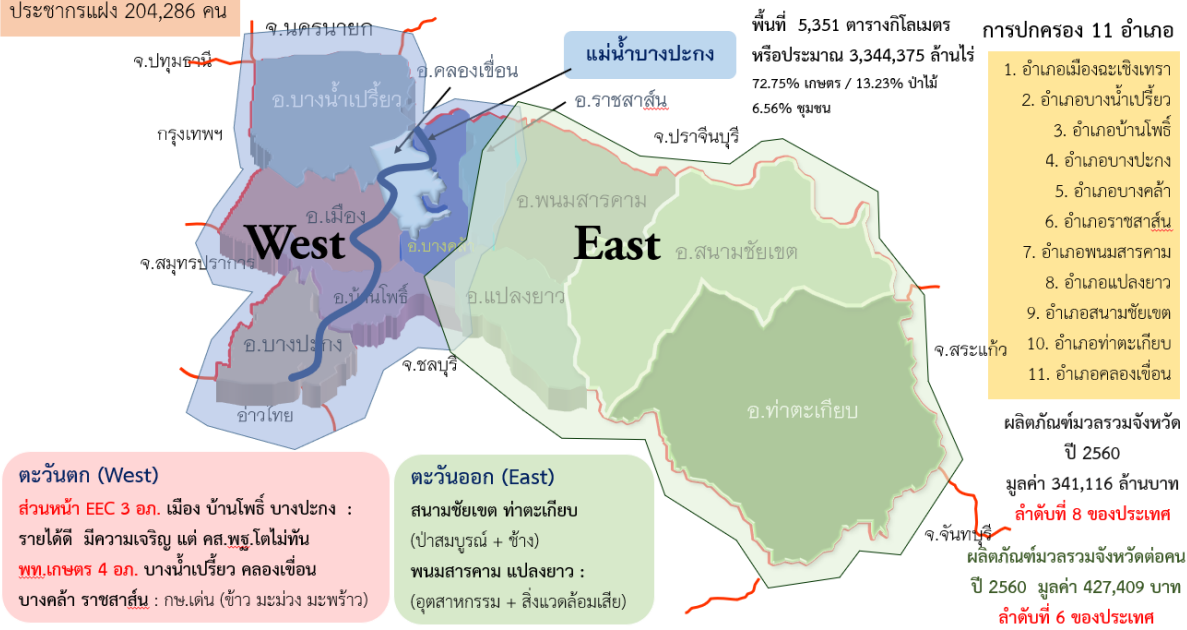 ประชากรแฝง 204,286 คน
จ.นครนายก
จ.ปทุมธานี
อ.คลองเขื่อน
แม่น้ำบางปะกง
อ.บางน้ำเปรี้ยว
อ.ราชสาส์น
กรุงเทพฯ
จ.ปราจีนบุรี
อ.พนมสารคาม
อ.เมือง
West
East
อ.บางคล้
อ.สนามชัยเขต
จ.สมุทรปราการ
อ.บ้านโพธิ์
อ.แปลงยาว
อ.บางปะกง
จ.ชลบุรี
จ.สระแก้ว
อ่าวไทย
อ.ท่าตะเกียบ
จ.จันทบุรี
พื้นที่ 5,351 ตารางกิโลเมตร
หรือประมาณ 3,344,375 ล้านไร่
72.75% เกษตร / 13.23% ป่าไม้
6.56% ชุมชน
การปกครอง 11 อำเภอ
1. อำเภอเมืองฉะเชิงเทรา
2. อำเภอบางน้ำเปรี้ยว
3. อำเภอบ้านโพธิ์
4. อำเภอบางปะกง
5. อำเภอบางคล้า
6. อำเภอราชสาส์น
7. อำเภอพนมสารคาม
8. อำเภอแปลงยาว
9. อำเภอสนามชัยเขต
10. อำเภอท่าตะเกียบ
11. อำเภอคลองเขื่อน
ผลิตภัณฑ์มวลรวมจังหวัด
ปี 2560
มูลค่า 341,116 ล้านบาท
ลำดับที่ 8 ของประเทศ
ผลิตภัณฑ์มวลรวมจังหวัดต่อคน
ปี 2560 มูลค่า 427,409 บาท
ลำดับที่ 6 ของประเทศ
ตะวันตก (West)
ส่วนหน้า EEC 3 อภ. เมือง บ้านโพธิ์ บางปะกง :
รายได้ดี มีความเจริญ แต่ คส.พฐ.โตไม่ทัน
พท.เกษตร 4 อภ. บางน้ำเปรี้ยว คลองเขื่อน
บางคล้า ราชสาส์น : กษ.เด่น (ข้าว มะม่วง มะพร้าว)
ตะวันออก (East)
สนามชัยเขต ท่าตะเกียบ
(ป่าสมบูรณ์ + ช้าง)
พนมสารคาม แปลงยาว :
(อุตสาหกรรม + สิ่งแวดล้อมเสีย)